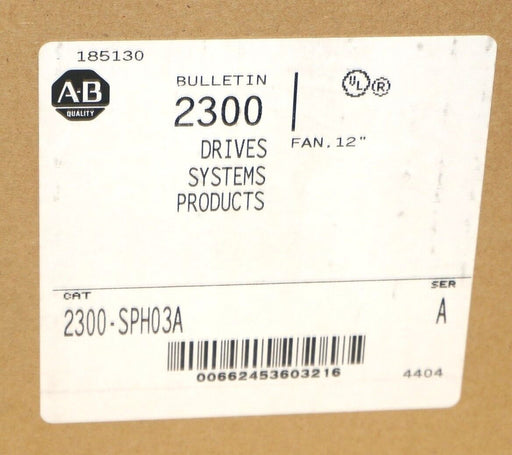 185130
A-B
QUALITY
BULLETIN
2300
DRIVES
SYSTEMS
PRODUCTS
UL ®
FAN.12"
CAT
2300-SPH03A
SER
A
00662453603216
4404